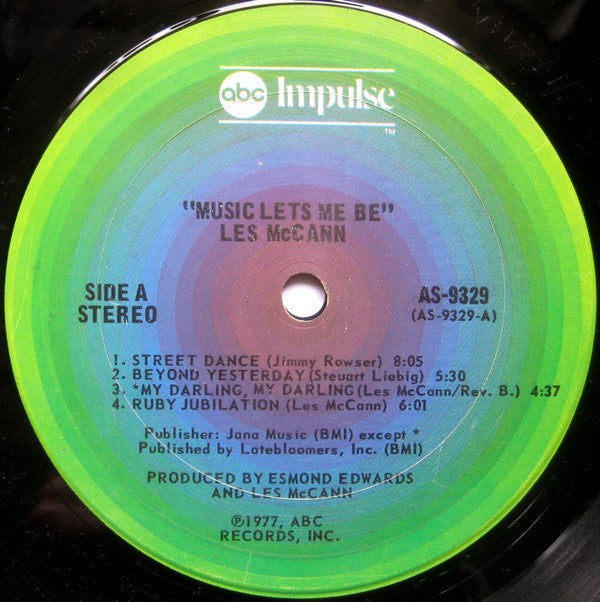 abc Impulse
TM
"MUSIC LETS ME BE"
LES McCANN
SIDE A
STEREO
AS-9329
(AS-9329-A)
1. STREET DANCE (Jimmy Rowser) 8:05
2. BEYOND YESTERDAY (Steuart Liebig) 5:30
3. *MY DARLING, MY DARLING (Les McCann/Rev. B.) 4:37
4. RUBY JUBILATION (Les McCann) 6:01
Publisher: Jana Music (BMI) except *
Published by Latebloomers, Inc. (BMI)
PRODUCED BY ESMOND EDWARDS
AND LES McCANN
℗1977, ABC
RECORDS, INC.